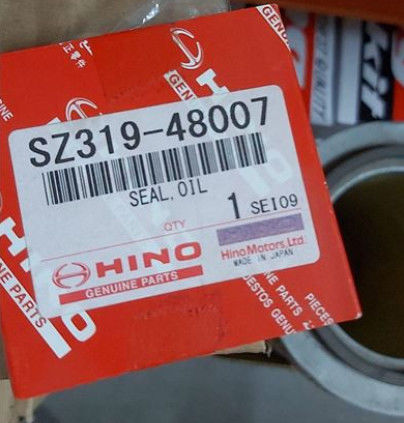 SZ319-48007
SEAL, OIL
QTY
1 SEI09
HINO
GENUINE PARTS
Hino Motors, Ltd.
MADE IN JAPAN